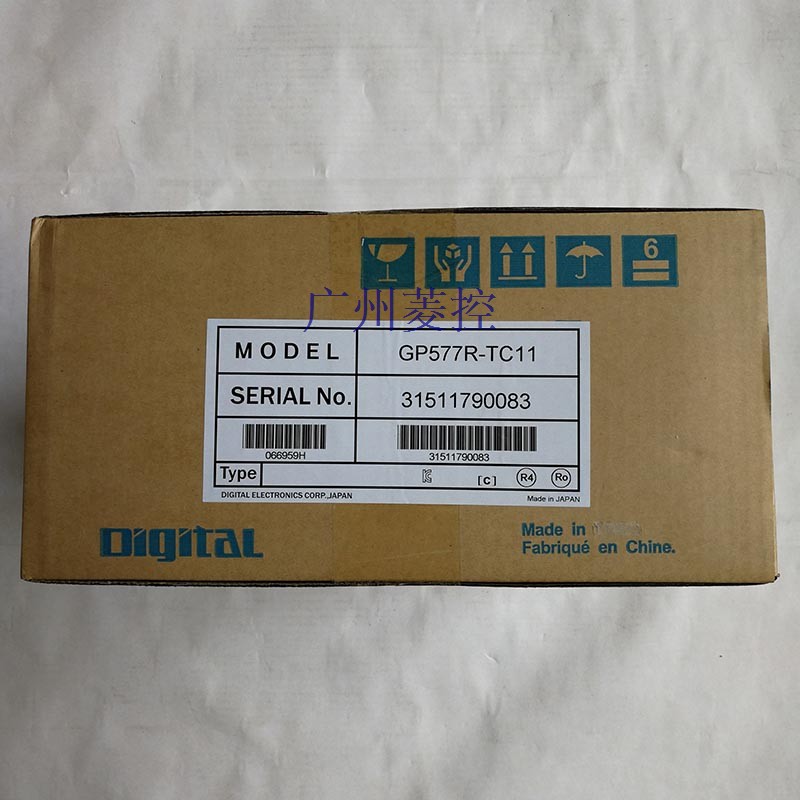 6
广州菱控
MODEL GP577R-TC11
SERIAL No. 31511790083
066959H 31511790083
Type [C] R4 Ro
DIGITAL ELECTRONICS CORP.,JAPAN Made in JAPAN
Digital
Made in
Fabriqué en Chine.